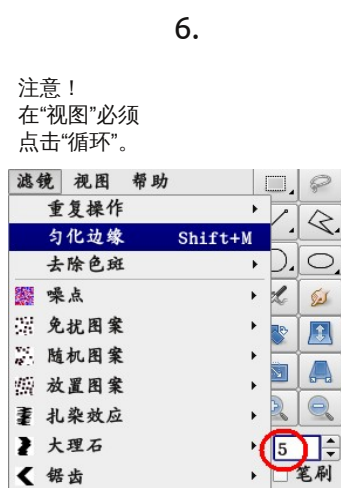 6.
注意！
在“视图”必须
点击“循环”。
滤镜 视图 帮助
重复操作
匀化边缘 Shift+M
去除色斑
噪点
免扰图案
随机图案
放置图案
扎染效应
大理石
5
锯齿
笔刷